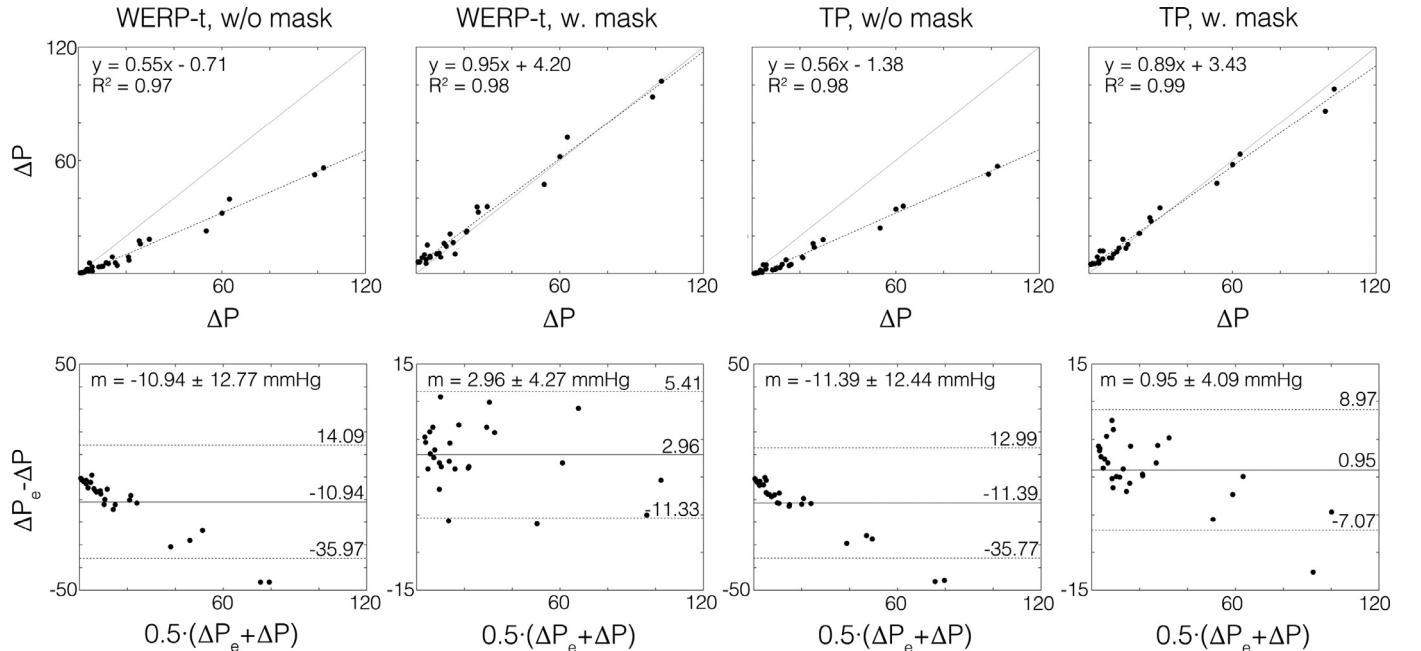 WERP-t, w/o mask
WERP-t, w. mask
TP, w/o mask
TP, w. mask
120
60
ΔP
y = 0.55x - 0.71
R² = 0.97
60
120
ΔP
y = 0.95x + 4.20
R² = 0.98
60
120
ΔP
y = 0.56x - 1.38
R² = 0.98
60
120
ΔP
y = 0.89x + 3.43
R² = 0.99
60
120
ΔP
50
-50
ΔPₑ-ΔP
m = -10.94 ± 12.77 mmHg
14.09
-10.94
-35.97
60
120
0.5·(ΔPₑ+ΔP)
15
-15
m = 2.96 ± 4.27 mmHg
5.41
2.96
-11.33
60
120
0.5·(ΔPₑ+ΔP)
50
-50
m = -11.39 ± 12.44 mmHg
12.99
-11.39
-35.77
60
120
0.5·(ΔPₑ+ΔP)
15
-15
m = 0.95 ± 4.09 mmHg
8.97
0.95
-7.07
60
120
0.5·(ΔPₑ+ΔP)